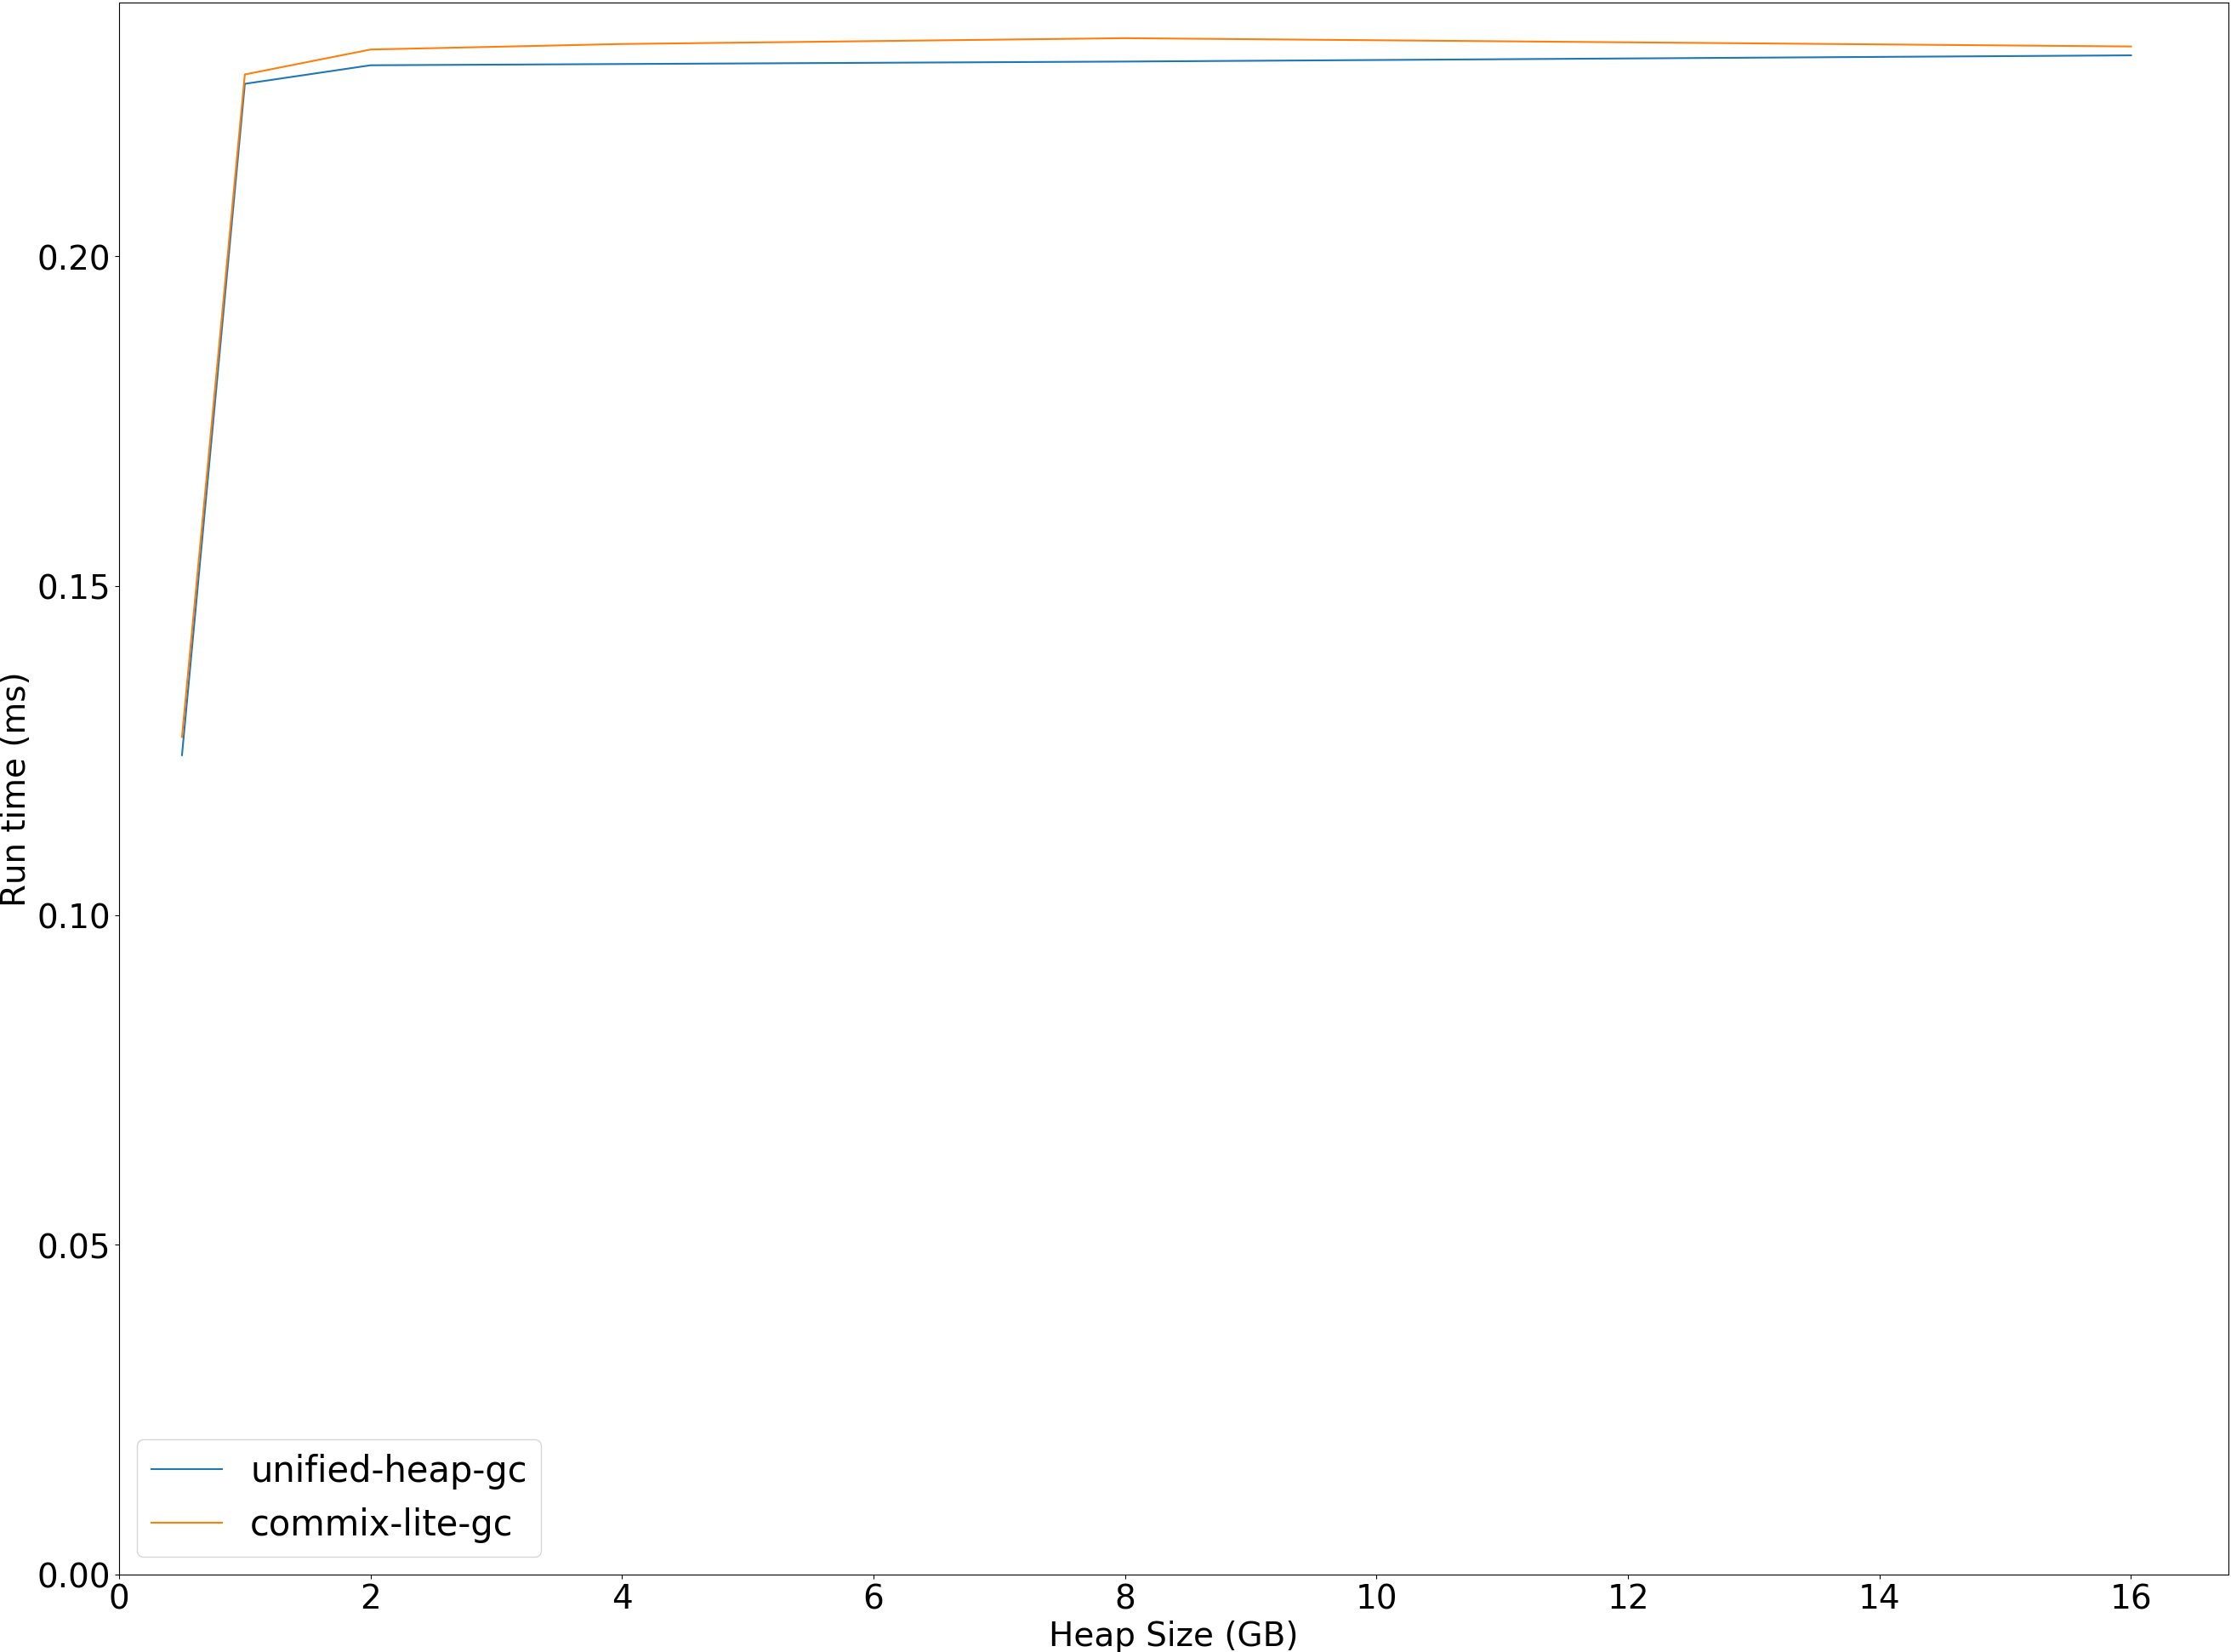 0.20
0.15
0.10
0.05
0.00
Run time (ms)
0 2 4 6 8 10 12 14 16
Heap Size (GB)
unified-heap-gc
commix-lite-gc